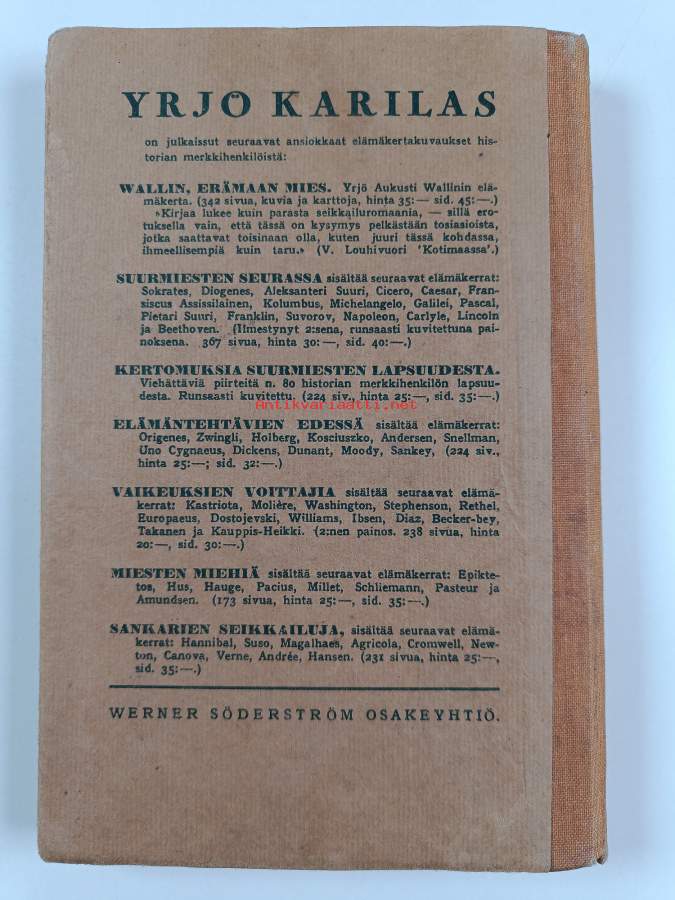 YRJÖ KARILAS
on julkaissut seuraavat ansiokkaat elämäkertakuvaukset his-
torian merkkihenkilöistä:
WALLIN, ERÄMAAN MIES. Yrjö Aukusti Wallinin elä-
mäkerta. (342 sivua, kuvia ja karttoja, hinta 35:— sid. 45:—.)
»Kirjaa lukee kuin parasta seikkailuromaania, — sillä ero-
tuksella vain, että tässä on kysymys pelkästään tosiasioista,
jotka saattavat toisinaan olla, kuten juuri tässä kohdassa,
ihmeellisempiä kuin taru.» (V. Louhivuori 'Kotimaassa'.)
SUURMIESTEN SEURASSA sisältää seuraavat elämäkerrat:
Sokrates, Diogenes, Aleksanteri Suuri, Cicero, Caesar, Fran-
siscus Assissilainen, Kolumbus, Michelangelo, Galilei, Pascal,
Pietari Suuri, Franklin, Suvorov, Napoleon, Carlyle, Lincoln
ja Beethoven. (Ilmestynyt 2:sena, runsaasti kuvitettuna pai-
noksena. 367 sivua, hinta 30:—, sid. 40:—.)
KERTOMUKSIA SUURMIESTEN LAPSUUDESTA.
Viehättäviä piirteitä n. 80 historian merkkihenkilön lapsuu-
desta. Runsaasti kuvitettu. (224 siv., hinta 25:—, sid. 35:—.)
Antikvariaatti.net
ELÄMÄNTEHTÄVIEN EDESSÄ sisältää elämäkerrat:
Origenes, Zwingli, Holberg, Kosciuszko, Andersen, Snellman,
Uno Cygnaeus, Dickens, Dunant, Moody, Sankey, (224 siv.,
hinta 25:—; sid. 32:—.)
VAIKEUKSIEN VOITTAJIA sisältää seuraavat elämä-
kerrat: Kastriota, Molière, Washington, Stephenson, Rethel,
Europaeus, Dostojevski, Williams, Ibsen, Diaz, Becker-bey,
Takanen ja Kauppis-Heikki. (2:nen painos. 238 sivua, hinta
20:—, sid. 30:—.)
MIESTEN MIEHIÄ sisältää seuraavat elämäkerrat: Epikte-
tos, Hus, Hauge, Pacius, Millet, Schliemann, Pasteur ja
Amundsen. (173 sivua, hinta 25:—, sid. 35:—.)
SANKARIEN SEIKKAILUJA, sisältää seuraavat elämä-
kerrat: Hannibal, Suso, Magalhaes, Agricola, Cromwell, New-
ton, Canova, Verne, Andrée, Hansen. (231 sivua, hinta 25:—,
sid. 35:—.)
WERNER SÖDERSTRÖM OSAKEYHTIÖ.